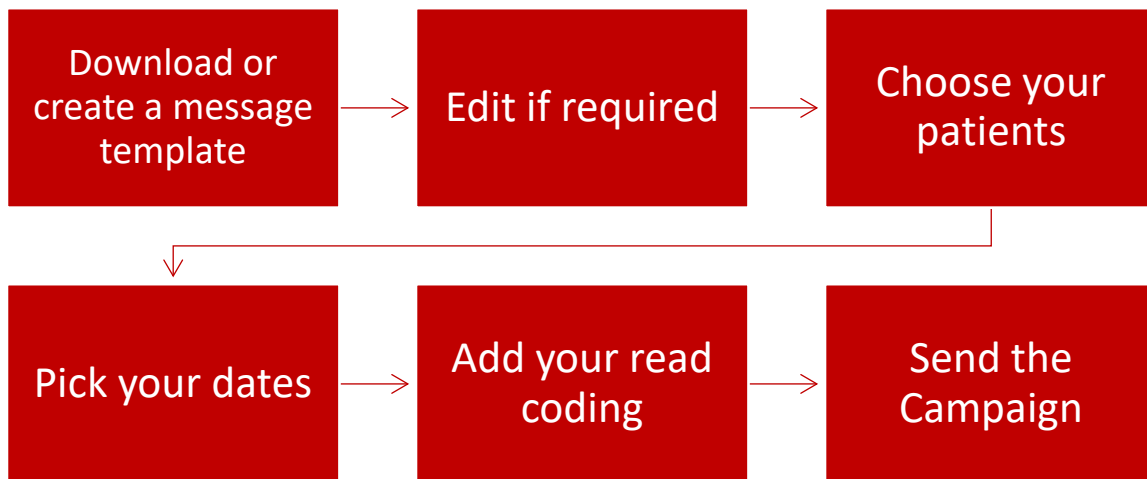 Download or
create a message
template
Edit if required
Choose your
patients
Pick your dates
Add your read
coding
Send the
Campaign